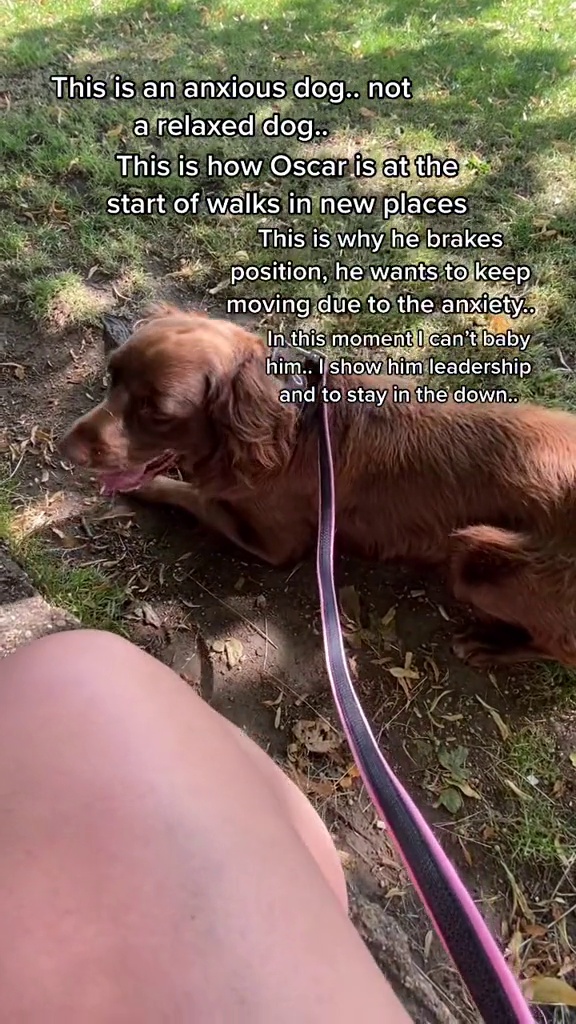 This is an anxious dog.. not
a relaxed dog..
This is how Oscar is at the
start of walks in new places
This is why he brakes
position, he wants to keep
moving due to the anxiety..
In this moment I can't baby
him.. I show him leadership
and to stay in the down..